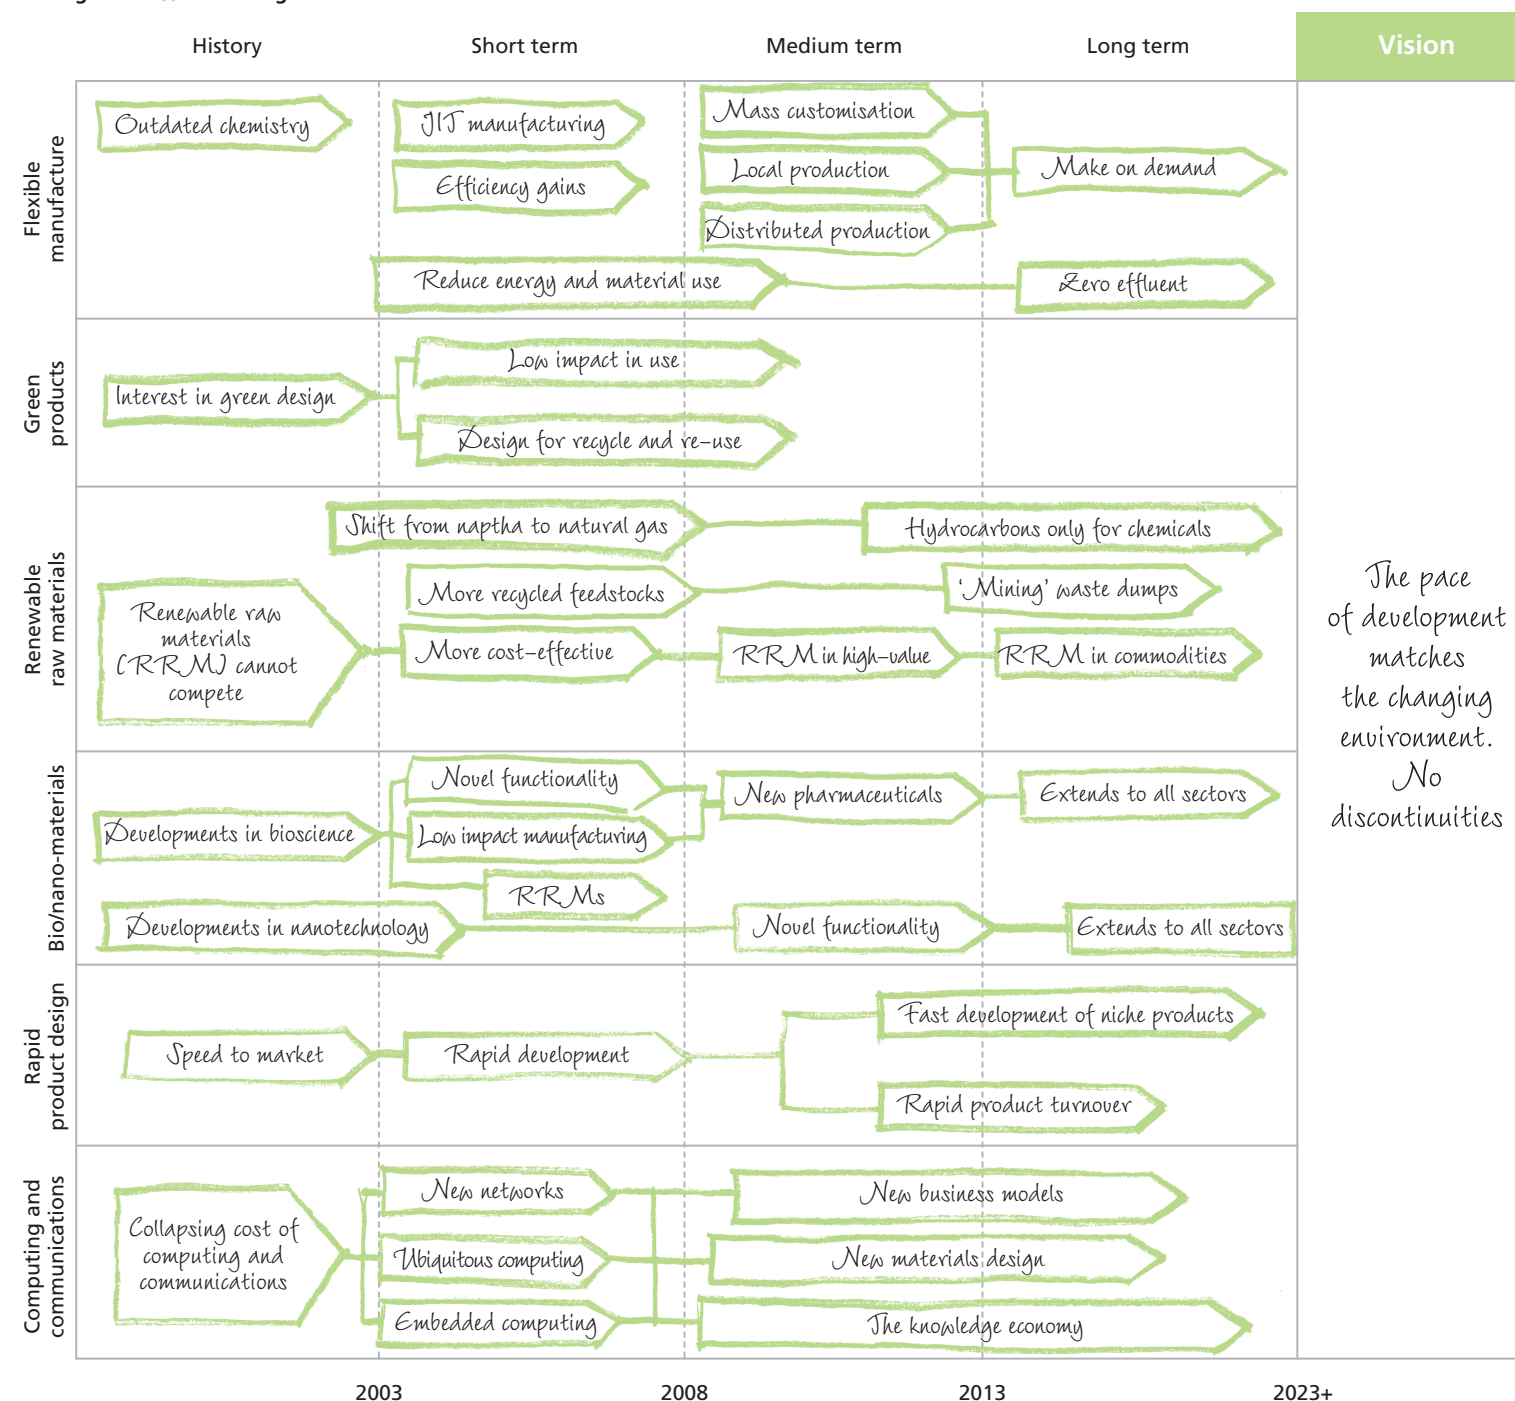 History
Short term
Medium term
Long term
Vision
Flexible
manufacture
Outdated chemistry
JIT manufacturing
Efficiency gains
Mass customisation
Local production
Distributed production
Make on demand
Reduce energy and material use
Zero effluent
Green
products
Interest in green design
Low impact in use
Design for recycle and re-use
Renewable
raw materials
Shift from naptha to natural gas
Hydrocarbons only for chemicals
More recycled feedstocks
'Mining' waste dumps
Renewable raw
materials
(RRM) cannot
compete
More cost-effective
RRM in high-value
RRM in commodities
Bio/nano-materials
Developments in bioscience
Novel functionality
Low impact manufacturing
RRMs
New pharmaceuticals
Extends to all sectors
Developments in nanotechnology
Novel functionality
Extends to all sectors
Rapid
product design
Speed to market
Rapid development
Fast development of niche products
Rapid product turnover
Computing and
communications
Collapsing cost of
computing and
communications
New networks
Ubiquitous computing
Embedded computing
New business models
New materials design
The knowledge economy
The pace
of development
matches
the changing
environment.
No
discontinuities
2003
2008
2013
2023+